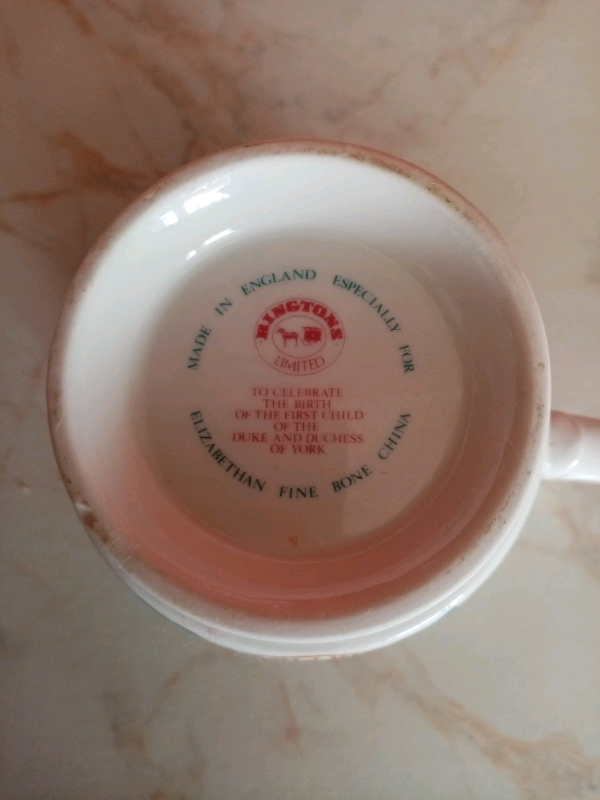 MADE IN ENGLAND ESPECIALLY FOR
RINGTONS
LIMITED
TO CELEBRATE
THE BIRTH
OF THE FIRST CHILD
OF THE
DUKE AND DUCHESS
OF YORK
ELIZABETHAN FINE BONE CHINA